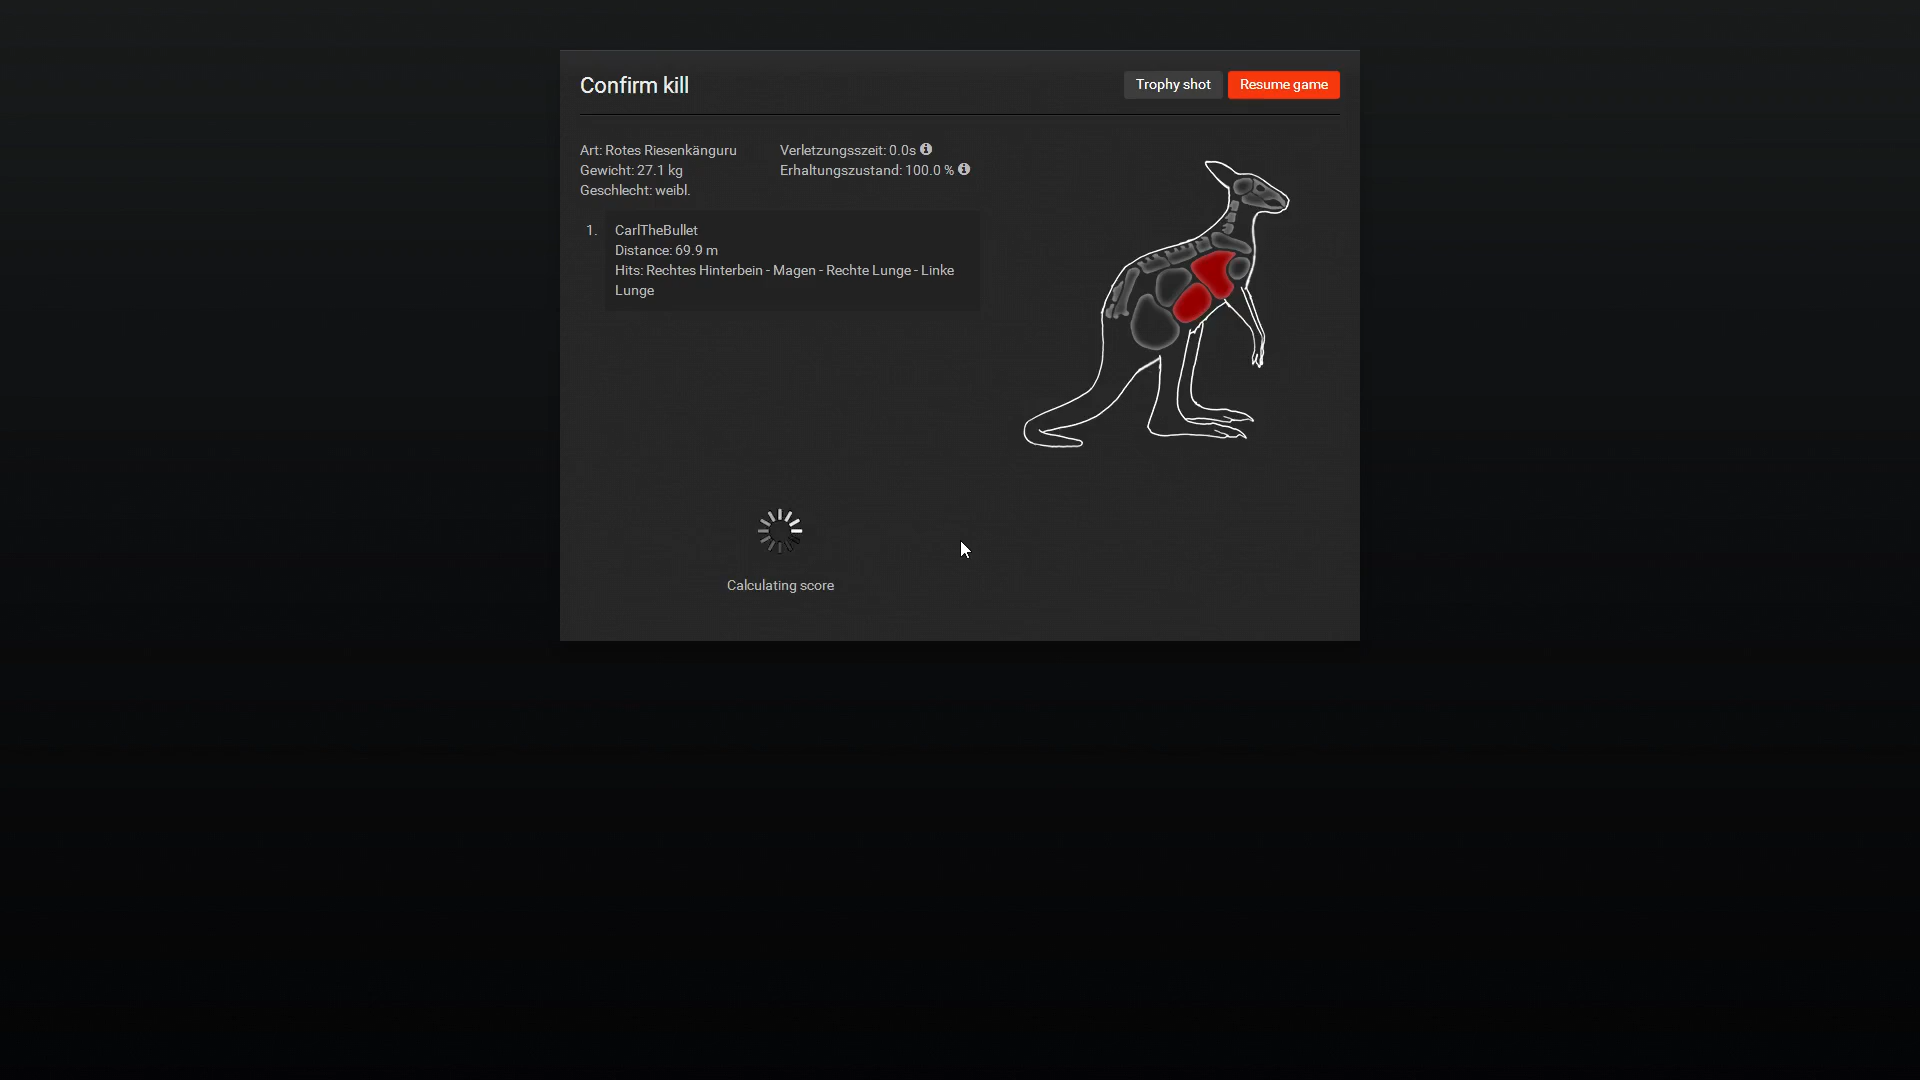 Confirm kill
Trophy shot
Resume game
Art: Rotes Riesenkänguru
Gewicht: 27.1 kg
Geschlecht: weibl.
Verletzungsszeit: 0.0s
Erhaltungszustand: 100.0 %
1.
CarlTheBullet
Distance: 69.9 m
Hits: Rechtes Hinterbein - Magen - Rechte Lunge - Linke
Lunge
Calculating score